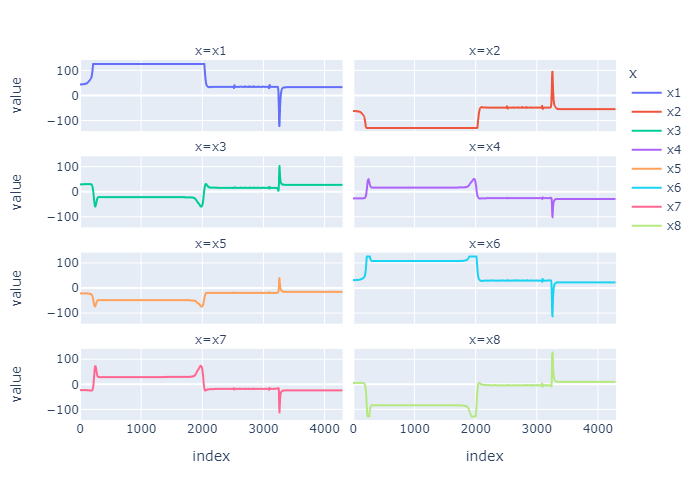 x=x1
x=x2
x
value
100
0
−100
x1
x2
x3
x4
x5
x6
x7
x8
x=x3
x=x4
value
100
0
−100
x=x5
x=x6
value
100
0
−100
x=x7
x=x8
value
100
0
−100
0
1000
2000
3000
4000
0
1000
2000
3000
4000
index
index